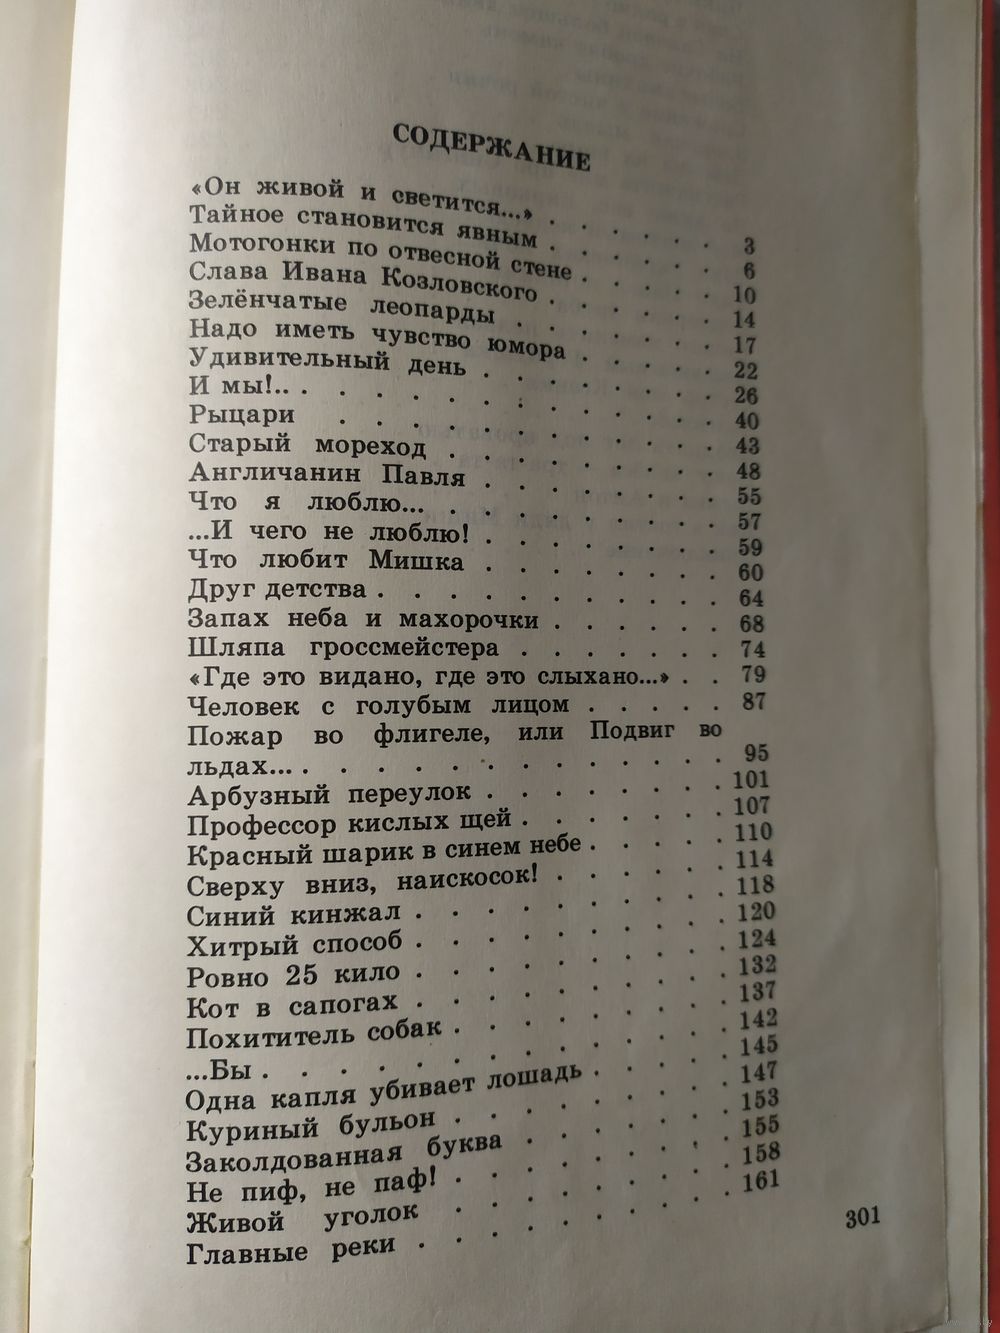 СОДЕРЖАНИЕ
«Он живой и светится...» . . . . . . 3
Тайное становится явным . . . . . 6
Мотогонки по отвесной стене . . . . 10
Слава Ивана Козловского . . . . . 14
Зелёнчатые леопарды . . . . . . 17
Надо иметь чувство юмора . . . . 22
Удивительный день . . . . . . . 26
И мы!.. . . . . . . . . . . . 40
Рыцари . . . . . . . . . . . 43
Старый мореход . . . . . . . . 48
Англичанин Павля . . . . . . . 55
Что я люблю... . . . . . . . . 57
...И чего не люблю! . . . . . . . 59
Что любит Мишка . . . . . . . 60
Друг детства . . . . . . . . . . 64
Запах неба и махорочки . . . . . 68
Шляпа гроссмейстера . . . . . . 74
«Где это видано, где это слыхано...» . . 79
Человек с голубым лицом . . . . 87
Пожар во флигеле, или Подвиг во
льдах... . . . . . . . . . . . . 95
Арбузный переулок . . . . . . . 101
Профессор кислых щей . . . . . . 107
Красный шарик в синем небе . . . . 110
Сверху вниз, наискосок! . . . . . 114
Синий кинжал . . . . . . . . . 118
Хитрый способ . . . . . . . . . 120
Ровно 25 кило . . . . . . . . . 124
Кот в сапогах . . . . . . . . . 132
Похититель собак . . . . . . . . 137
...Бы . . . . . . . . . . . . . 142
Одна капля убивает лошадь . . . . 145
Куриный бульон . . . . . . . . 147
Заколдованная буква . . . . . . 153
Не пиф, не паф! . . . . . . . . 155
Живой уголок . . . . . . . . 158
Главные реки . . . . . . . . . 161
301